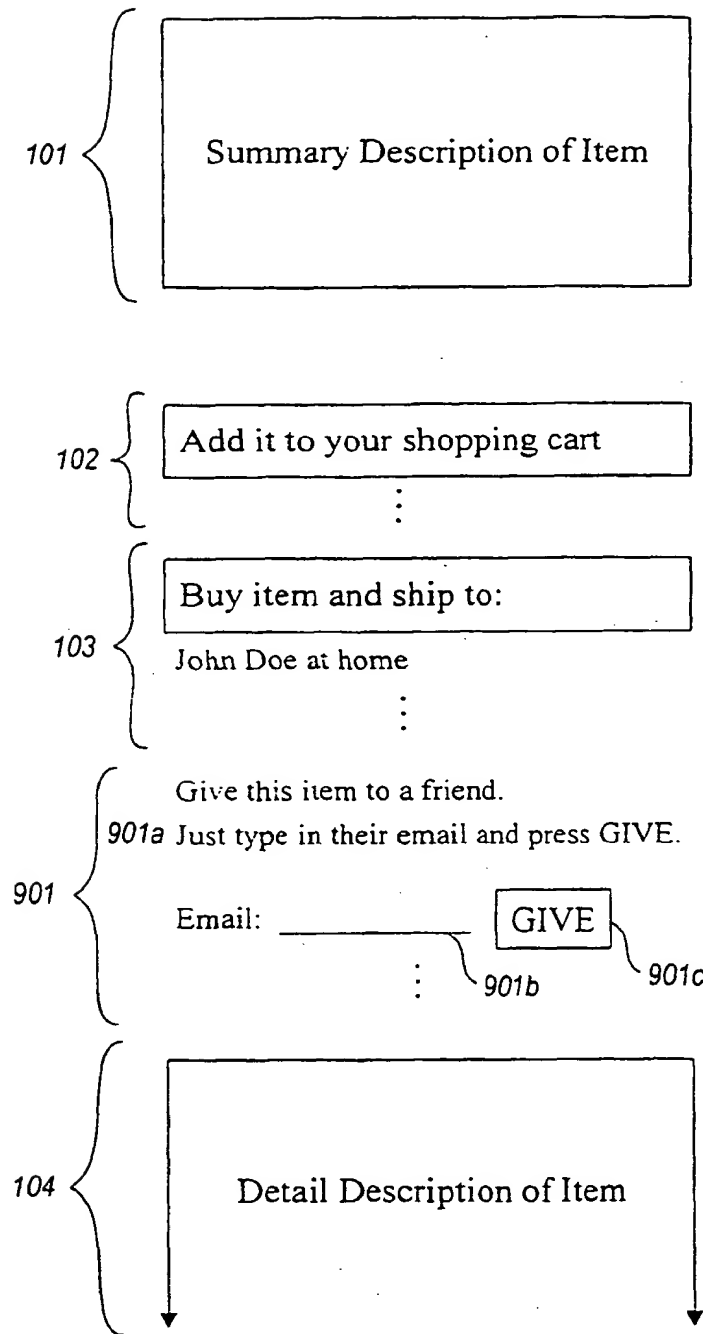 101
Summary Description of Item
102
Add it to your shopping cart
103
Buy item and ship to:
John Doe at home
901
Give this item to a friend.
901a Just type in their email and press GIVE.
Email: GIVE
901b
901c
104
Detail Description of Item